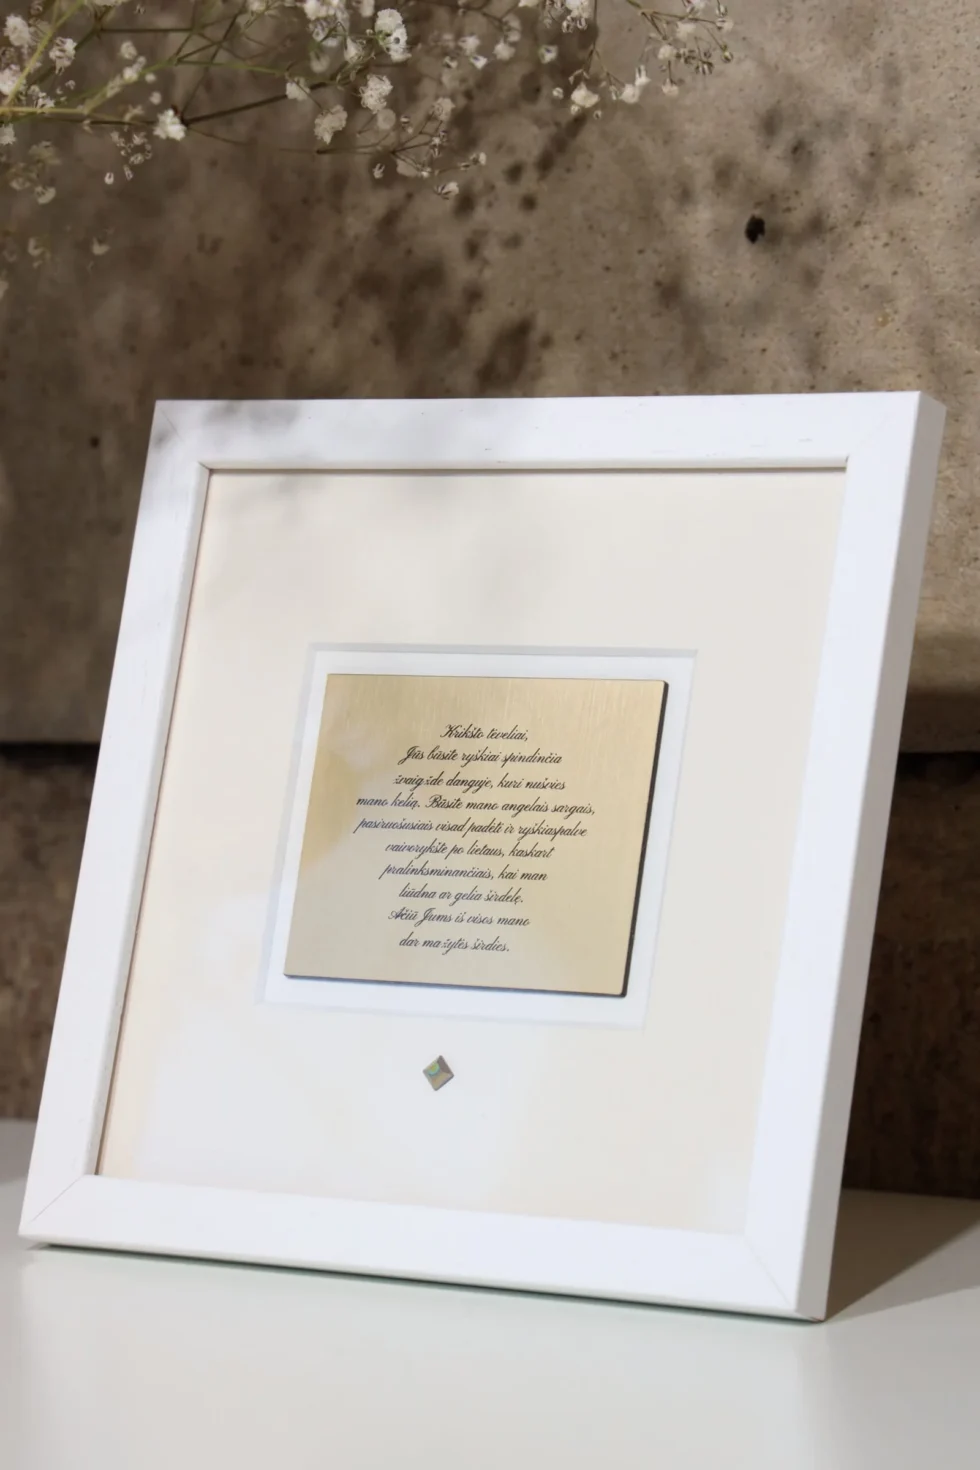 Krikšto tėveliai,
Jūs būsite ryškiai spindinčia
žvaigžde danguje, kuri nušvies
mano kelią. Būsite mano angelais sargais,
pasiruošusiais visad padėti ir ryškiaspalve
vaivorykšte po lietaus, kaskart
pralinksminančiais, kai man
liūdna ar gelia širdelę.
Ačiū Jums iš visos mano
dar mažytės širdies.